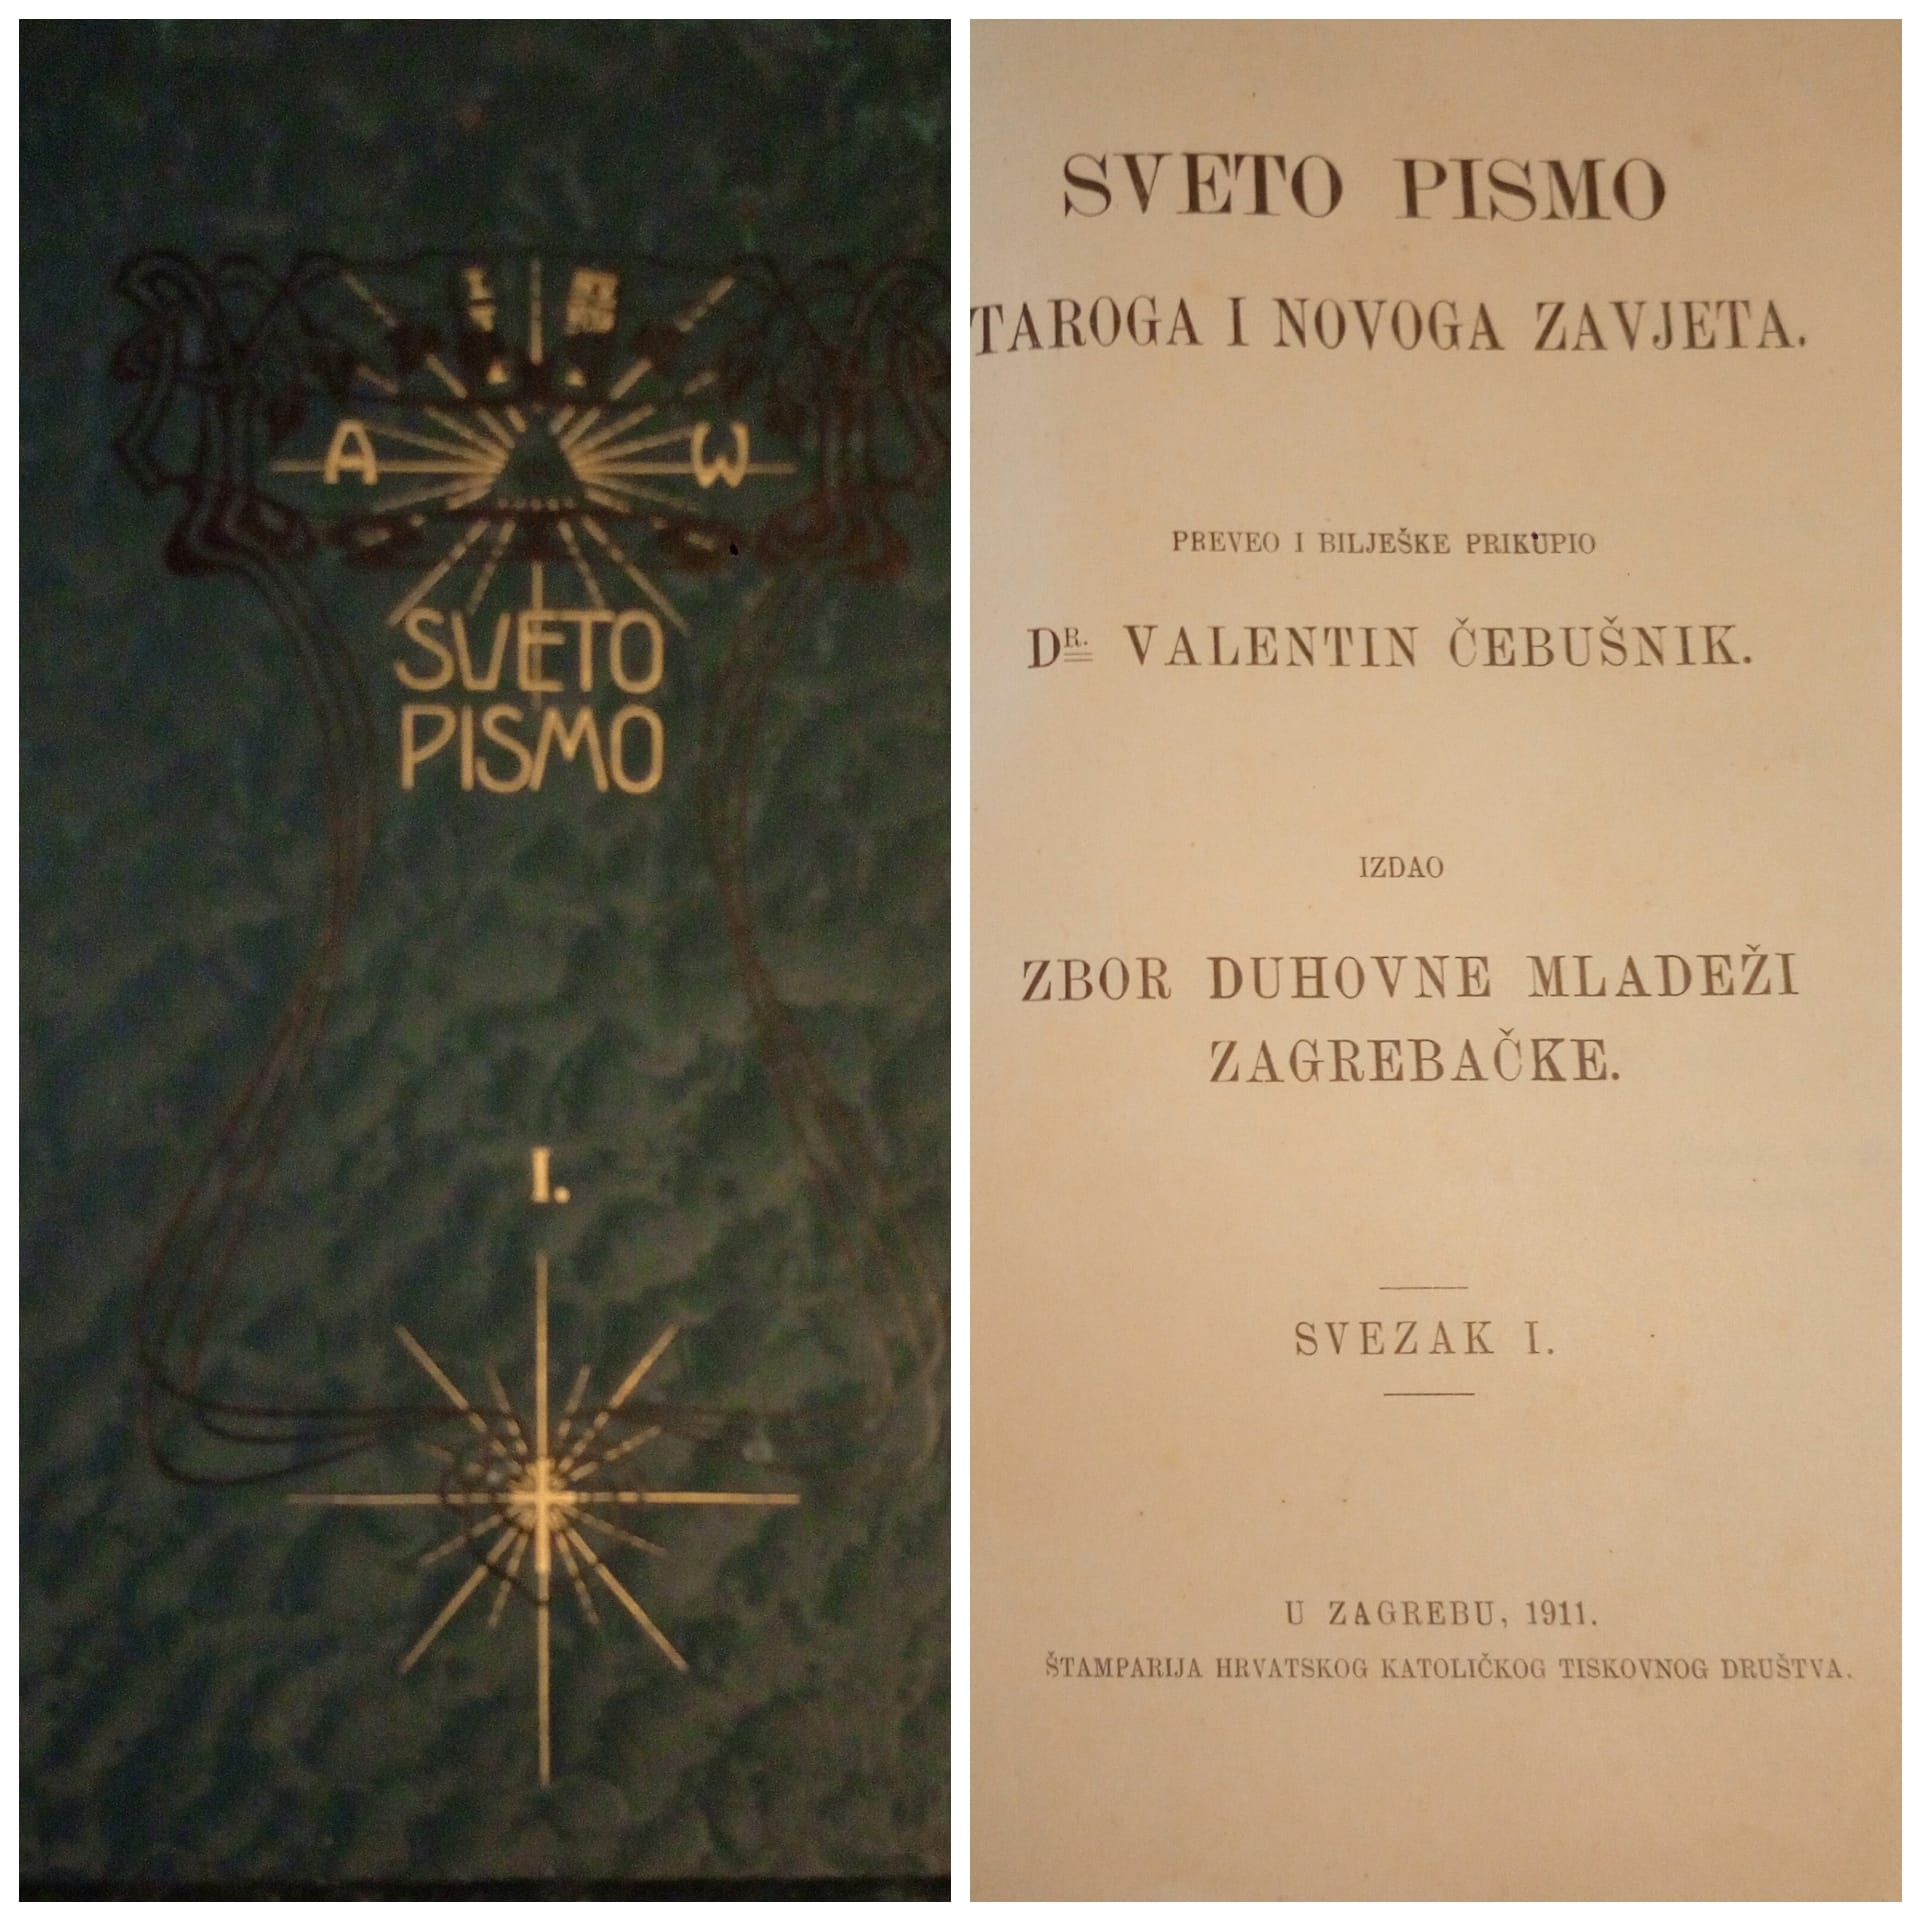 A W
SVETO
PISMO
I.
SVETO PISMO
TAROGA I NOVOGA ZAVJETA.
PREVEO I BILJEŠKE PRIKUPIO
DR. VALENTIN ČEBUŠNIK.
IZDAO
ZBOR DUHOVNE MLADEŽI
ZAGREBAČKE.
SVEZAK I.
U ZAGREBU, 1911.
ŠTAMPARIJA HRVATSKOG KATOLIČKOG TISKOVNOG DRUŠTVA.